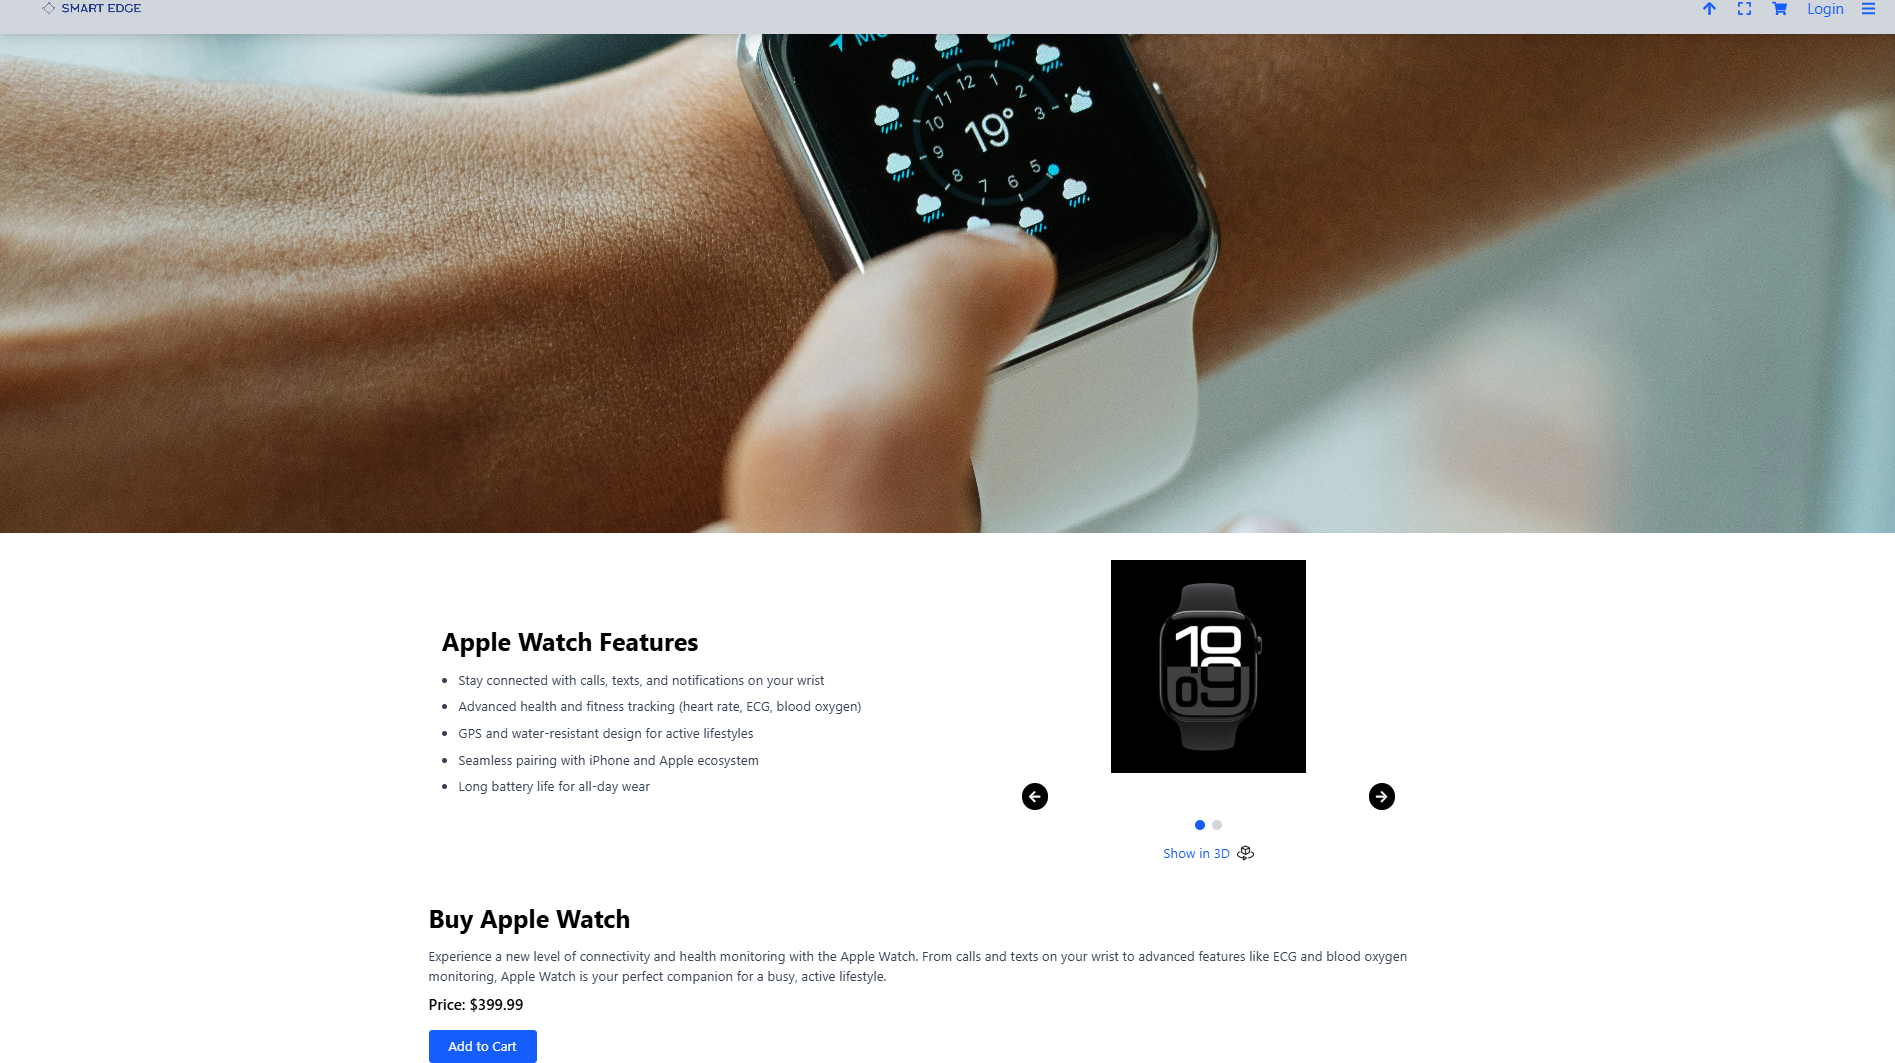 SMART EDGE
Login
12
1
11
2
10
3
19°
9
8
7
6
5
Apple Watch Features
Stay connected with calls, texts, and notifications on your wrist
Advanced health and fitness tracking (heart rate, ECG, blood oxygen)
GPS and water-resistant design for active lifestyles
Seamless pairing with iPhone and Apple ecosystem
Long battery life for all-day wear
10
09
Show in 3D
Buy Apple Watch
Experience a new level of connectivity and health monitoring with the Apple Watch. From calls and texts on your wrist to advanced features like ECG and blood oxygen
monitoring, Apple Watch is your perfect companion for a busy, active lifestyle.
Price: $399.99
Add to Cart